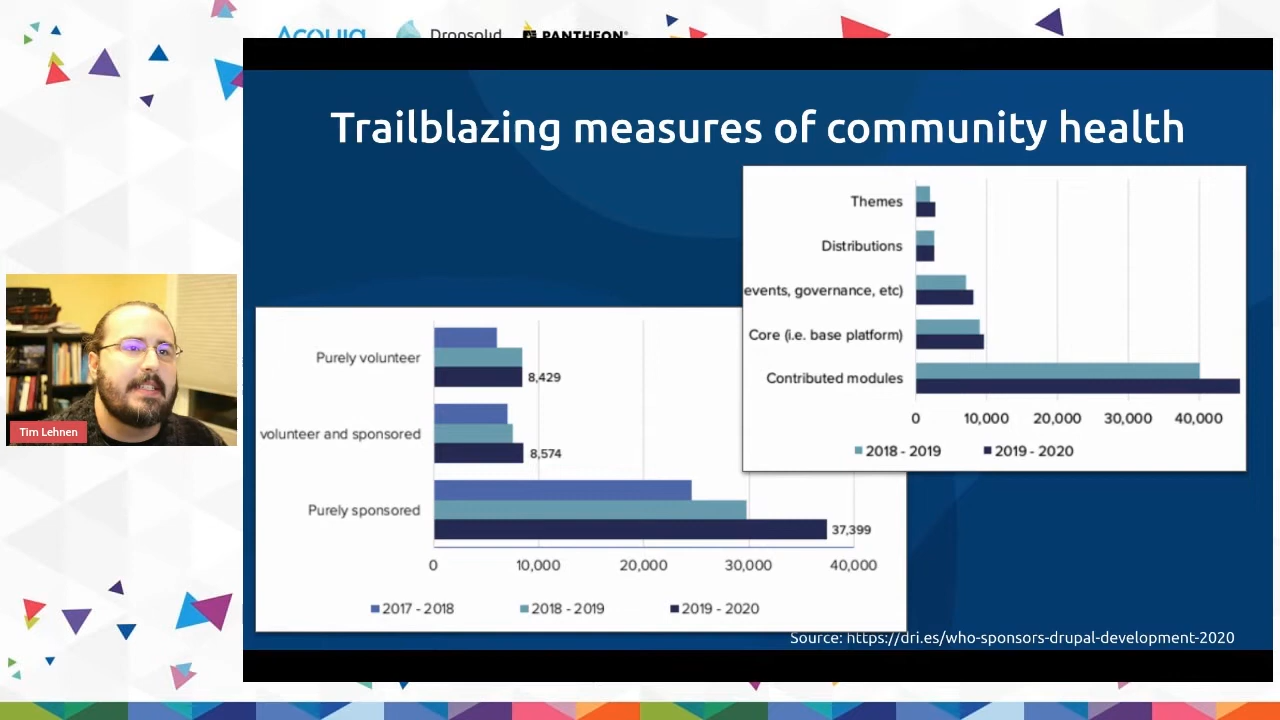 Acquia Dropsolid PANTHEON
Trailblazing measures of community health
Themes
Distributions
events, governance, etc)
Core (i.e. base platform)
Contributed modules
0 10,000 20,000 30,000 40,000
2018 - 2019 2019 - 2020
Purely volunteer
8,429
volunteer and sponsored
8,574
Purely sponsored
37,399
0 10,000 20,000 30,000 40,000
2017 - 2018 2018 - 2019 2019 - 2020
Source: https://dri.es/who-sponsors-drupal-development-2020
Tim Lehnen